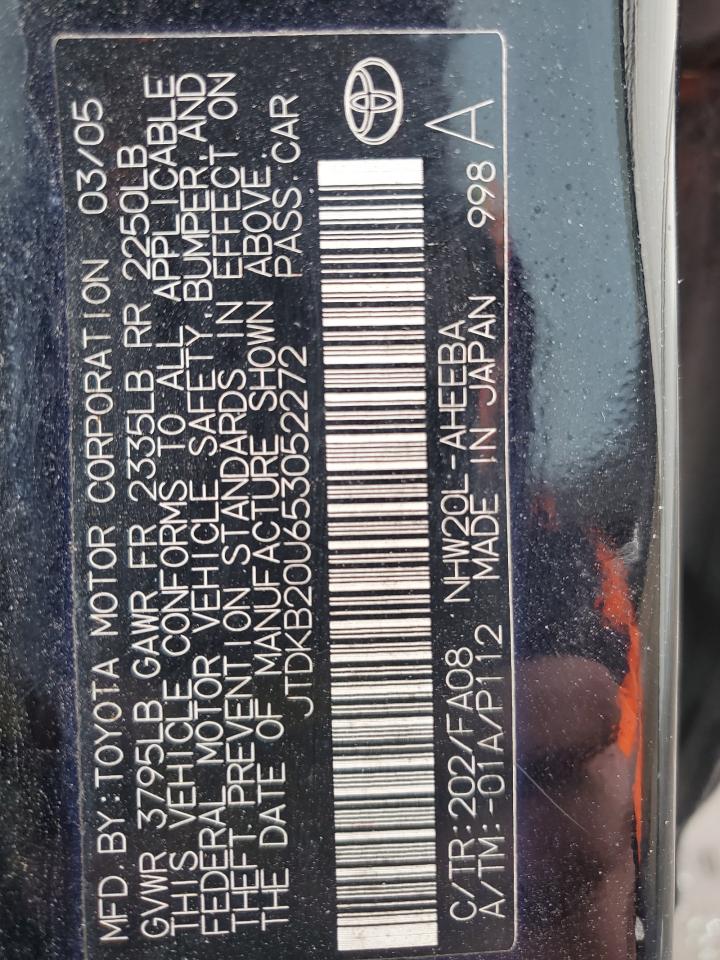 MFD.BY:TOYOTA MOTOR CORPORATION 03/05
GVWR 3795LB GAWR FR 2335LB RR 2250LB
THIS VEHICLE CONFORMS TO ALL APPLICABLE
FEDERAL MOTOR VEHICLE SAFETY, BUMPER, AND
THEFT PREVENTION STANDARDS IN EFFECT ON
THE DATE OF MANUFACTURE SHOWN ABOVE.
JTDKB20U653052272 PASS. CAR
C/TR:202/FA08 NHW20L-AHEEBA 998 A
A/TM:-01A/P112 MADE IN JAPAN